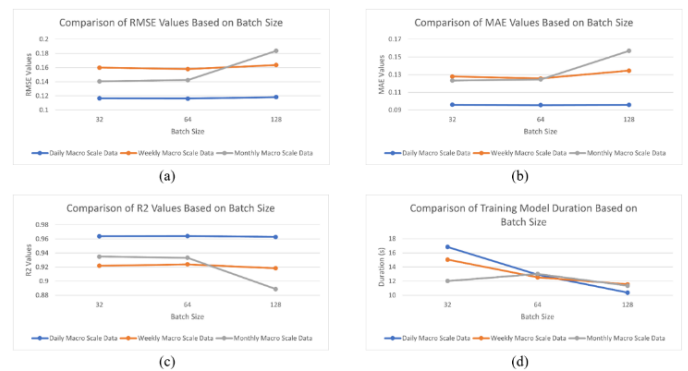 Comparison of RMSE Values Based on Batch Size
0.2
0.18
0.16
0.14
0.12
0.1
RMSE Values
32
64
128
Batch Size
Daily Macro Scale Data
Weekly Macro Scale Data
Monthly Macro Scale Data
(a)
Comparison of MAE Values Based on Batch Size
0.17
0.15
0.13
0.11
0.09
MAE Values
32
64
128
Batch Size
Daily Macro Scale Data
Weekly Macro Scale Data
Monthly Macro Scale Data
(b)
Comparison of R2 Values Based on Batch Size
0.98
0.96
0.94
0.92
0.9
0.88
R2 Values
32
64
128
Batch Size
Daily Macro Scale Data
Weekly Macro Scale Data
Monthly Macro Scale Data
(c)
Comparison of Training Model Duration Based on
Batch Size
18
16
14
12
10
Duration (s)
32
64
128
Batch Size
Daily Macro Scale Data
Weekly Macro Scale Data
Monthly Macro Scale Data
(d)